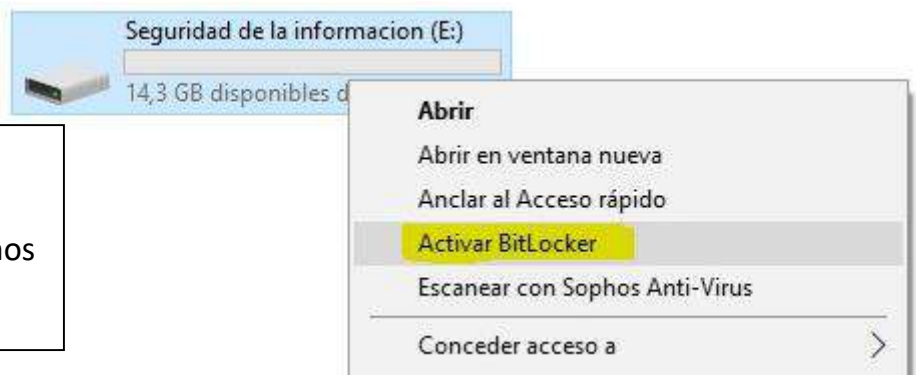 Seguridad de la informacion (E:)
14,3 GB disponibles d
Abrir
Abrir en ventana nueva
Anclar al Acceso rápido
Activar BitLocker
Escanear con Sophos Anti-Virus
Conceder acceso a